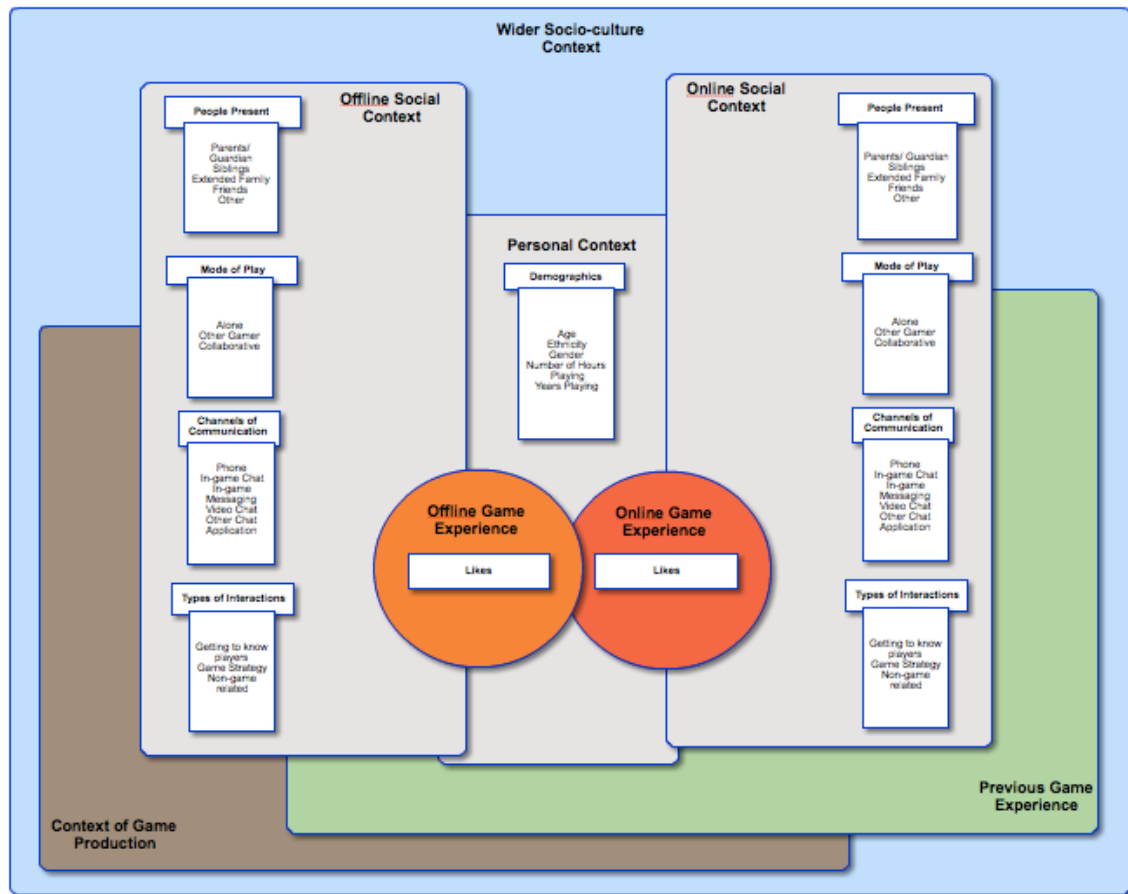 Wider Socio-culture
Context
Offline Social
Context
People Present
Parents/
Guardian
Siblings
Extended Family
Friends
Other
Mode of Play
Alone
Other Gamer
Collaborative
Channels of
Communication
Phone
In-game Chat
In-game
Messaging
Video Chat
Other Chat
Application
Types of Interactions
Getting to know
players
Game Strategy
Non-game
related
Personal Context
Demographics
Age
Ethnicity
Gender
Number of Hours
Playing
Years Playing
Offline Game
Experience
Likes
Online Game
Experience
Likes
Online Social
Context
People Present
Parents/ Guardian
Siblings
Extended Family
Friends
Other
Mode of Play
Alone
Other Gamer
Collaborative
Channels of
Communication
Phone
In-game Chat
In-game
Messaging
Video Chat
Other Chat
Application
Types of Interactions
Getting to know
players
Game Strategy
Non-game
related
Previous Game
Experience
Context of Game
Production